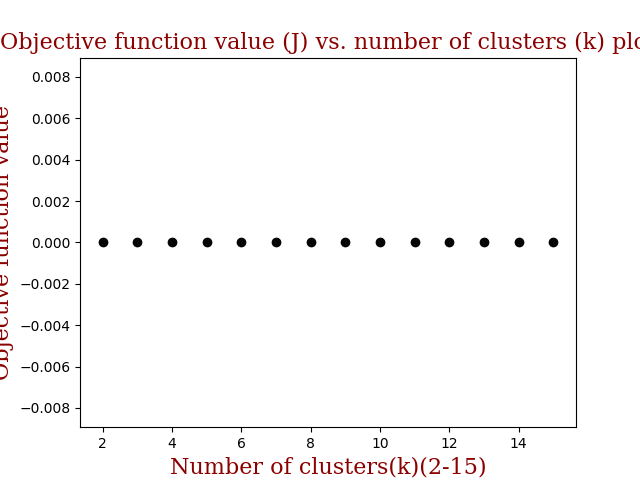 Objective function value (J) vs. number of clusters (k) plo
Objective function value
0.008
0.006
0.004
0.002
0.000
−0.002
−0.004
−0.006
−0.008
2 4 6 8 10 12 14
Number of clusters(k)(2-15)